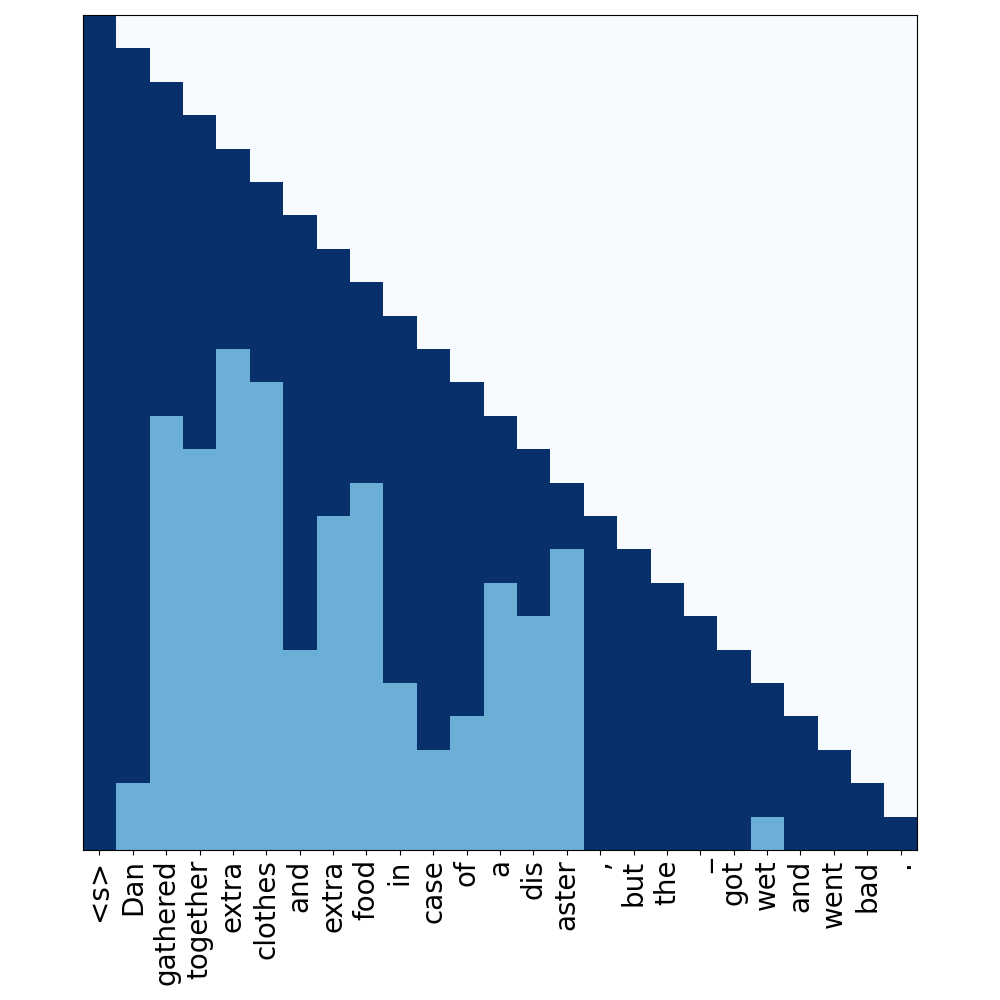 <s>
Dan
gathered
together
extra
clothes
and
extra
food
in
case
of
a
dis
aster
,
but
the
_
got
wet
and
went
bad
.